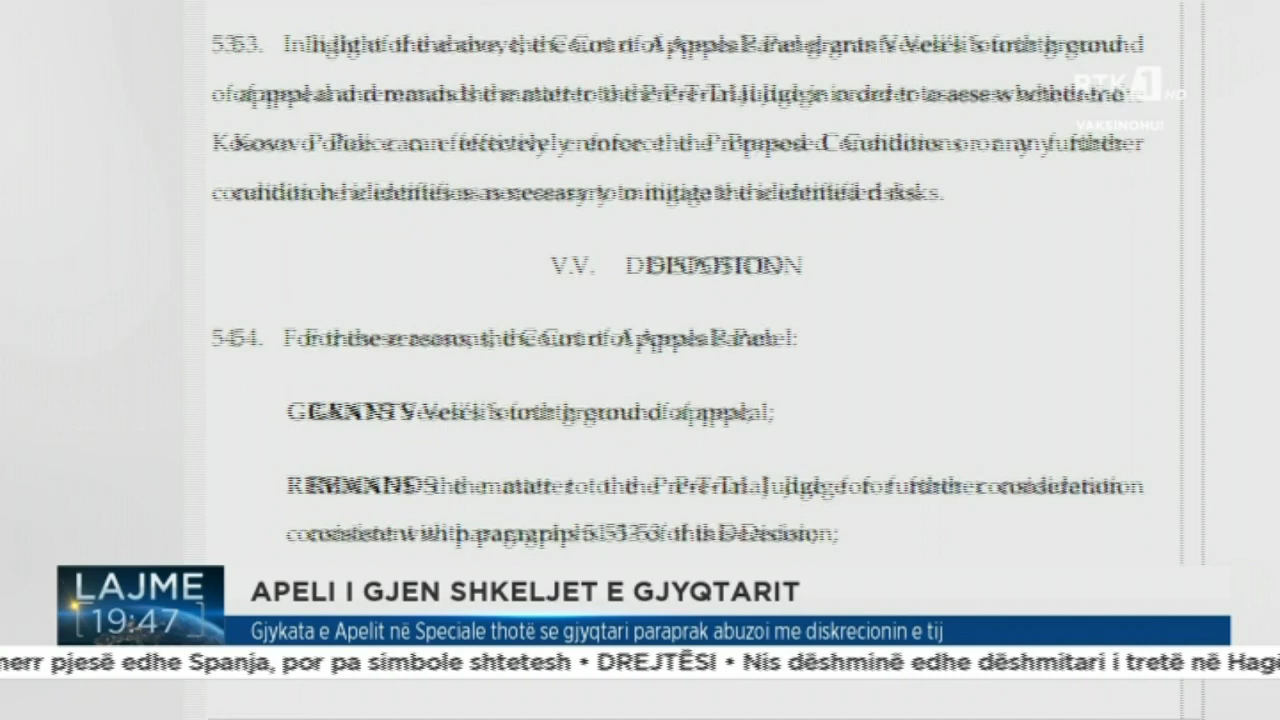 53. In light of the above, the Court of Appeals Panel grants Veseli's fourth ground
of appeal and remands the matter to the Pre-Trial Judge in order to assess whether the
Kosovo Police can effectively enforce the Proposed Conditions or any further
condition he identifies as necessary to mitigate the identified risks.
V. DISPOSITION
54. For these reasons, the Court of Appeals Panel:
GRANTS Veseli's fourth ground of appeal;
REMANDS the matter to the Pre-Trial Judge for further consideration
consistent with paragraph 53 of this Decision;
RTK 1 HD
VAKSINOHU!
LAJME
19:47
APELI I GJEN SHKELJET E GJYQTARIT
Gjykata e Apelit në Speciale thotë se gjyqtari paraprak abuzoi me diskrecionin e tij
merr pjesë edhe Spanja, por pa simbole shtetesh • DREJTËSI • Nis dëshminë edhe dëshmitari i tretë në Hagë